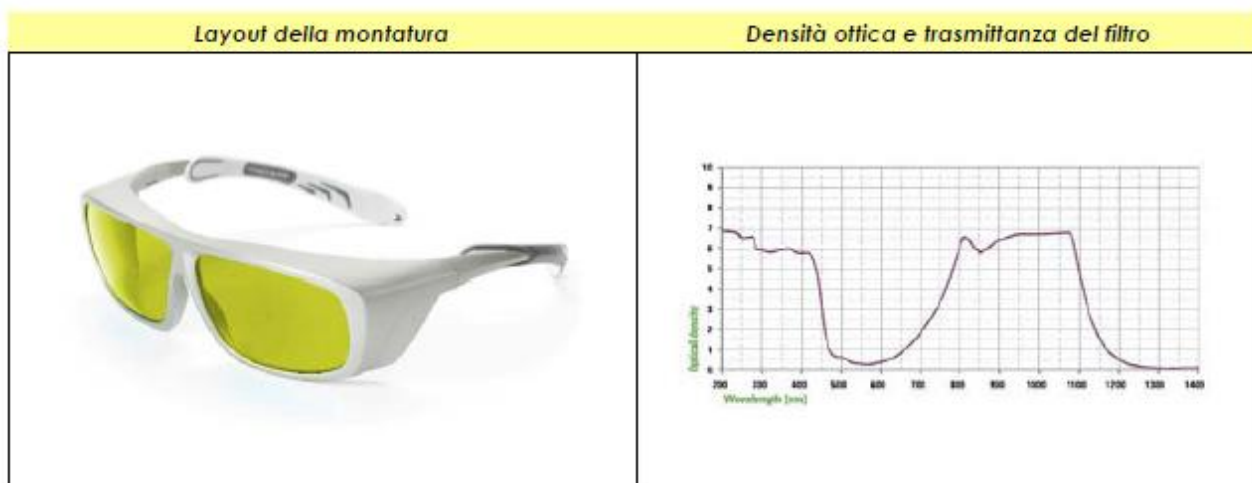 Layout della montatura
Densità ottica e trasmittanza del filtro
10
9
8
7
6
5
4
3
2
1
0
Optical density
200 300 400 500 600 700 800 900 1000 1100 1200 1300 1400
Wavelength [nm]